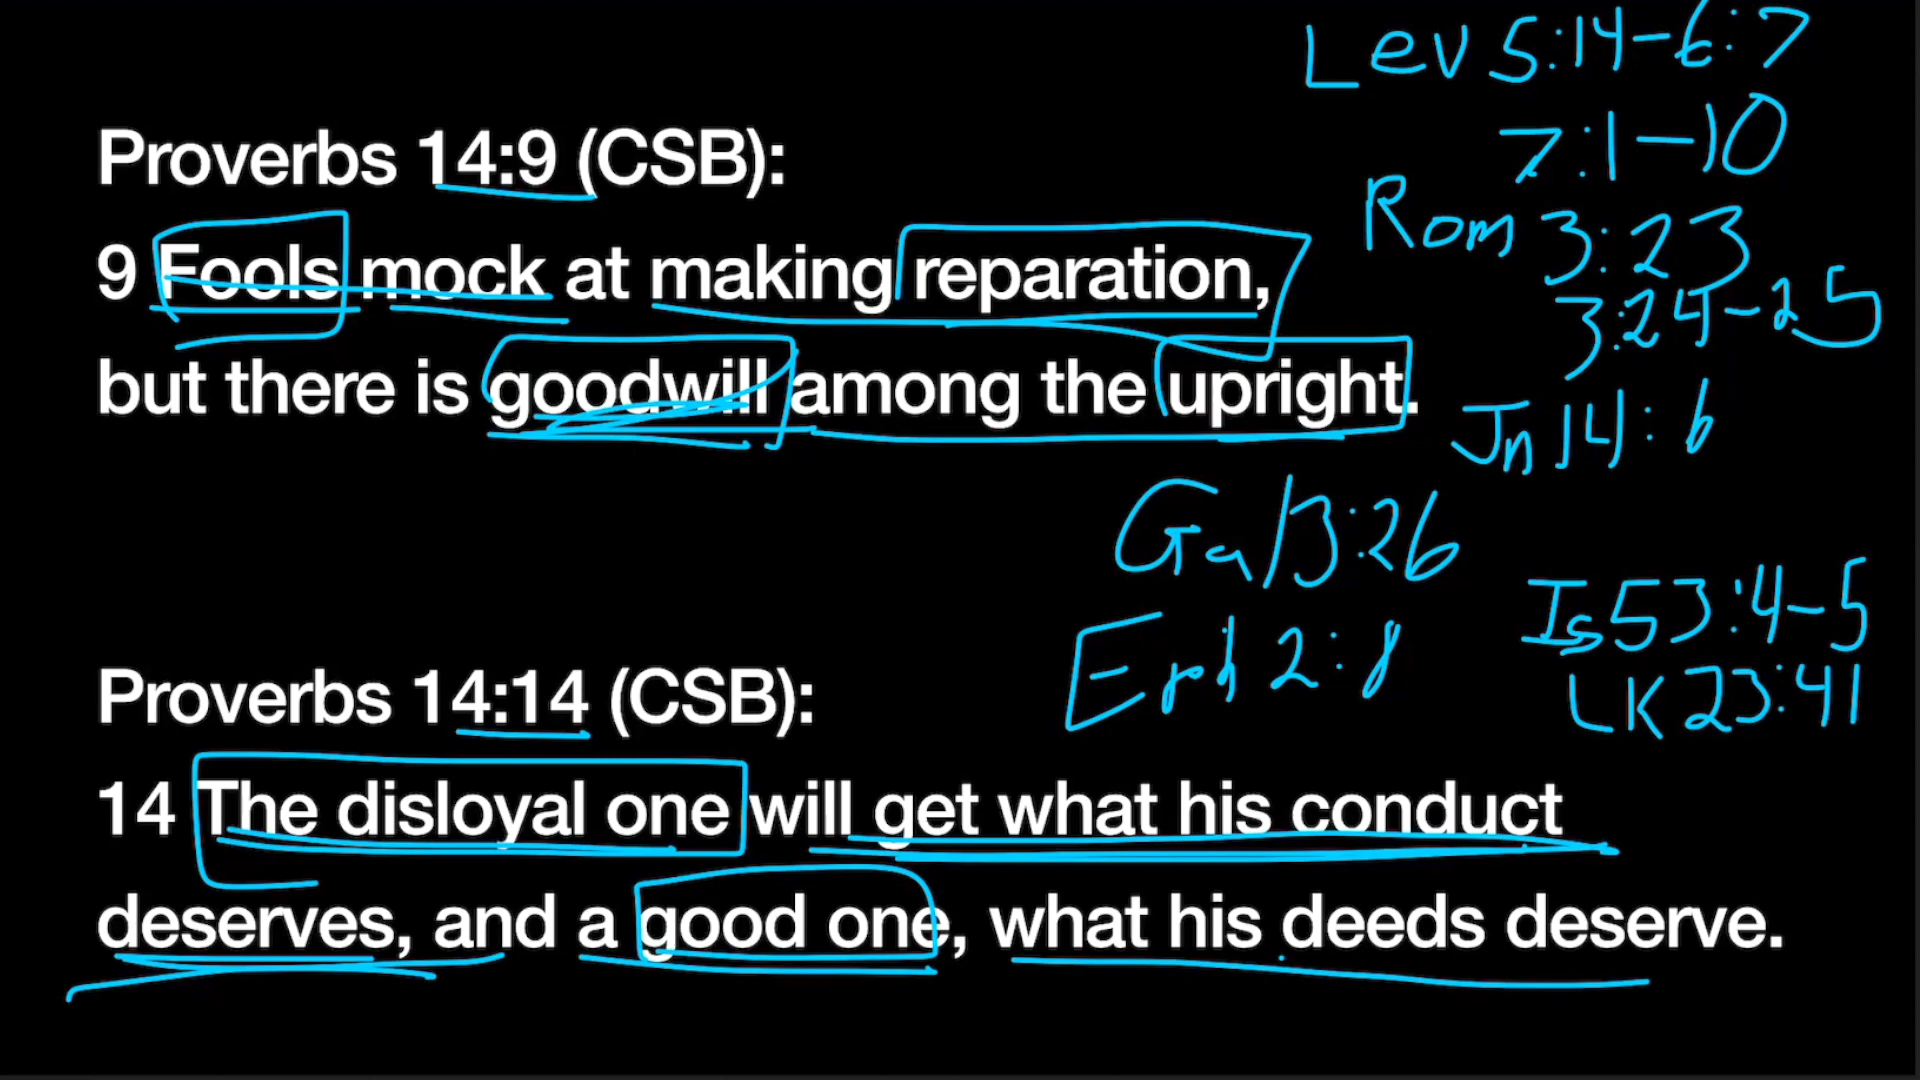 Lev 5:14-6:7
7:1-10
Proverbs 14:9 (CSB):
Rom 3:23
9 Fools mock at making reparation,
3:24-25
but there is goodwill among the upright.
Jn 14:6
Gal 3:26
Is 53:4-5
Eph 2:8
LK 23:41
Proverbs 14:14 (CSB):
14 The disloyal one will get what his conduct
deserves, and a good one, what his deeds deserve.